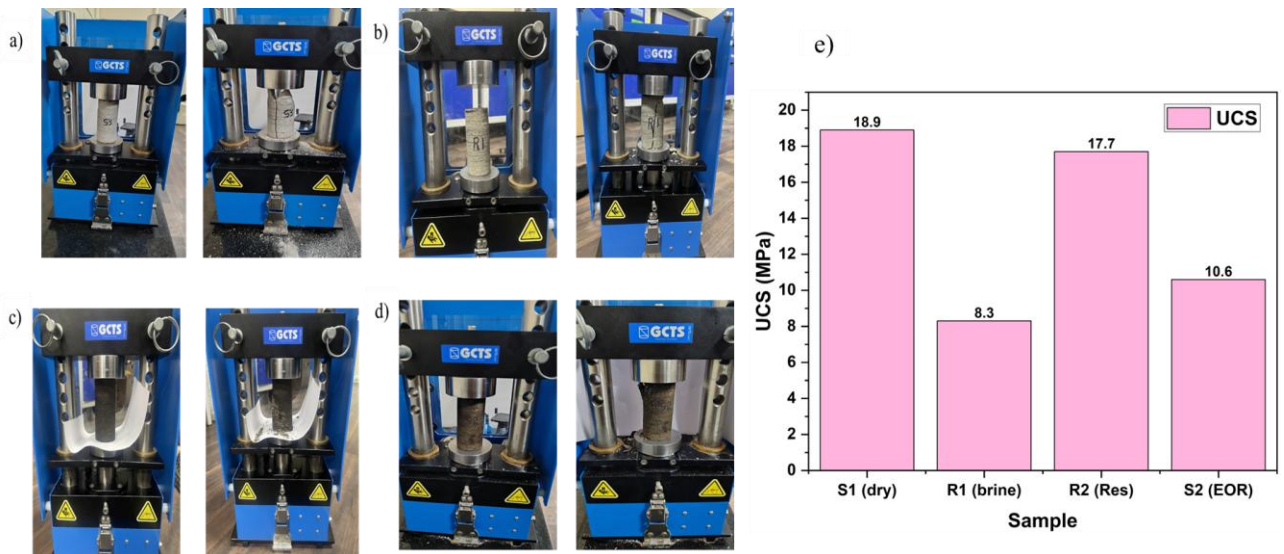 a)
GCTS
S3
GCTS
S3
b)
GCTS
R1
GCTS
R1
c)
GCTS
GCTS
d)
GCTS
GCTS
e)
UCS
UCS (MPa)
20
18
16
14
12
10
8
6
4
2
0
18.9
8.3
17.7
10.6
S1 (dry)
R1 (brine)
R2 (Res)
S2 (EOR)
Sample